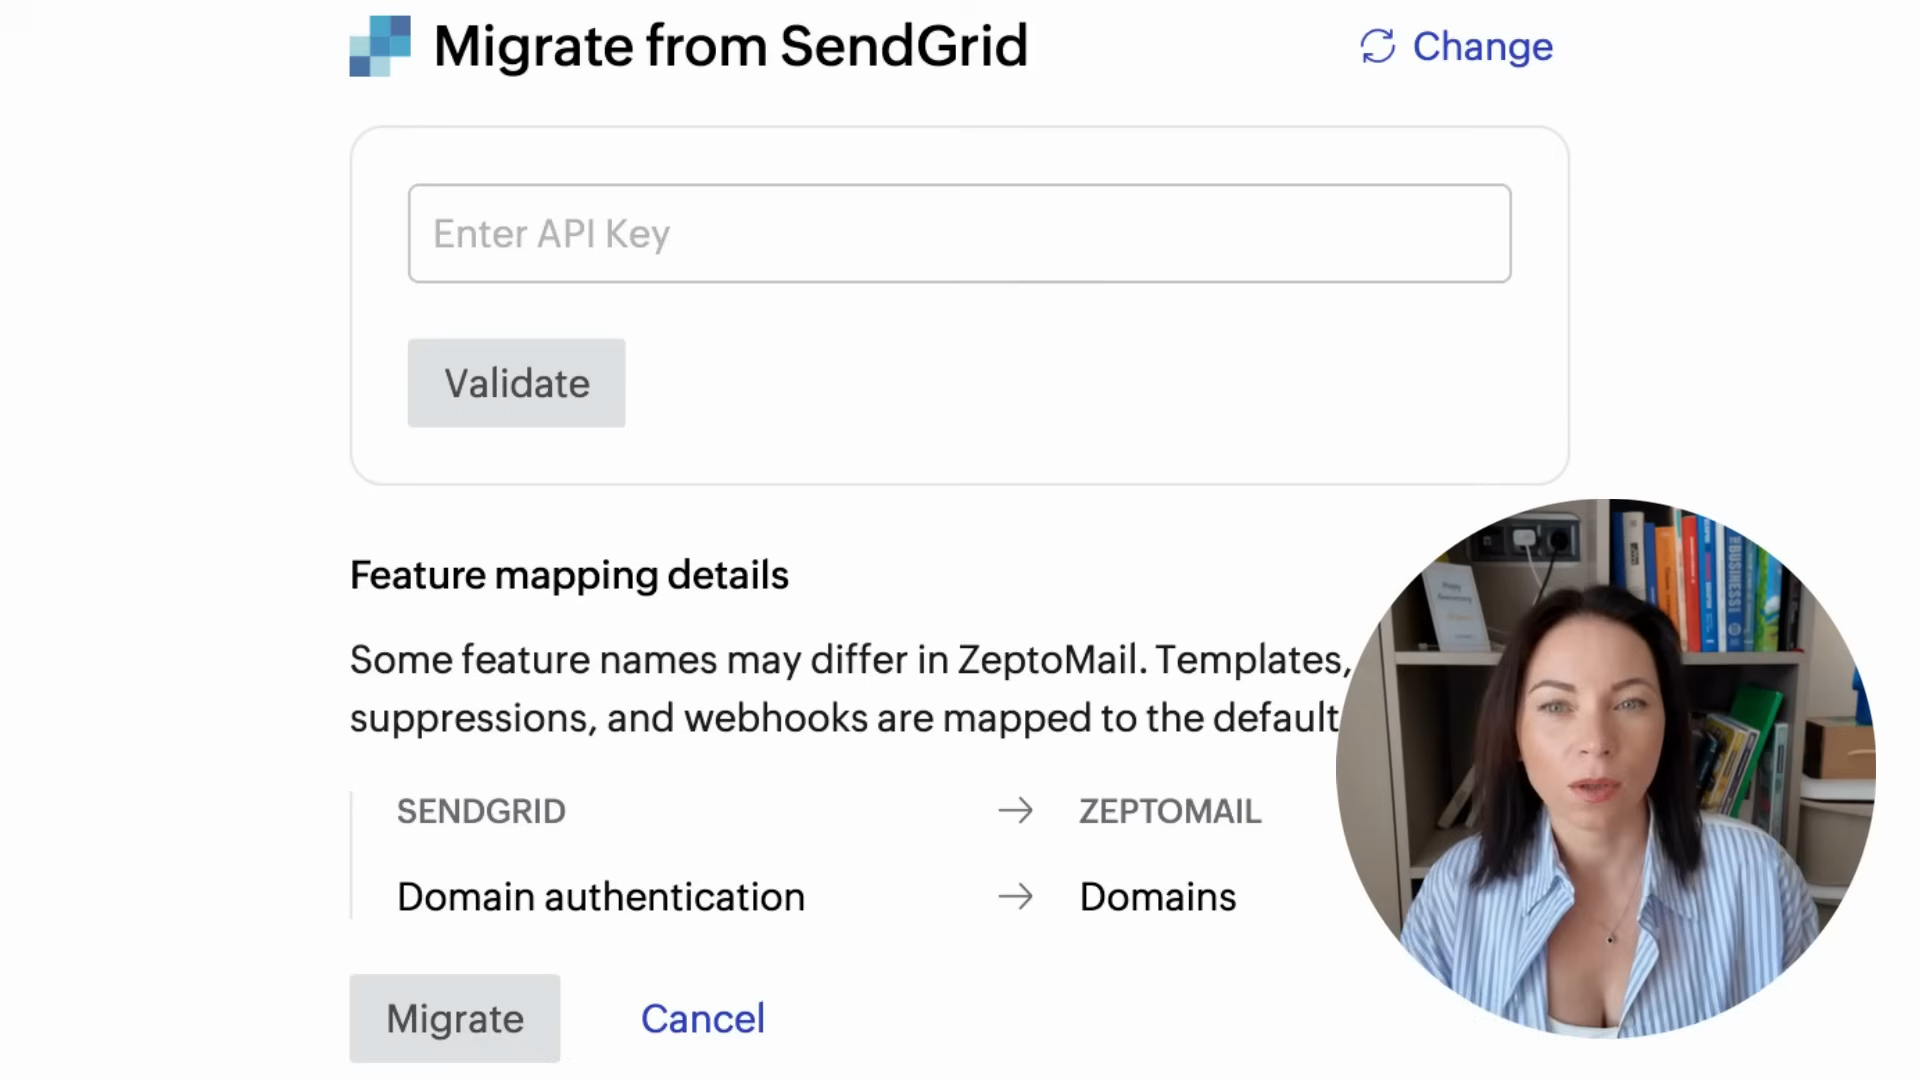 Migrate from SendGrid
Change
Enter API Key
Validate
Feature mapping details
Some feature names may differ in ZeptoMail. Templates,
suppressions, and webhooks are mapped to the default
SENDGRID → ZEPTOMAIL
Domain authentication → Domains
Migrate
Cancel
BUSINESS